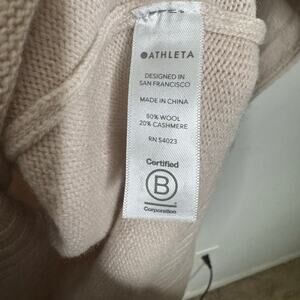 ATHLETA
DESIGNED IN
SAN FRANCISCO
MADE IN CHINA
80% WOOL
20% CASHMERE
RN 54023
Certified
B
Corporation